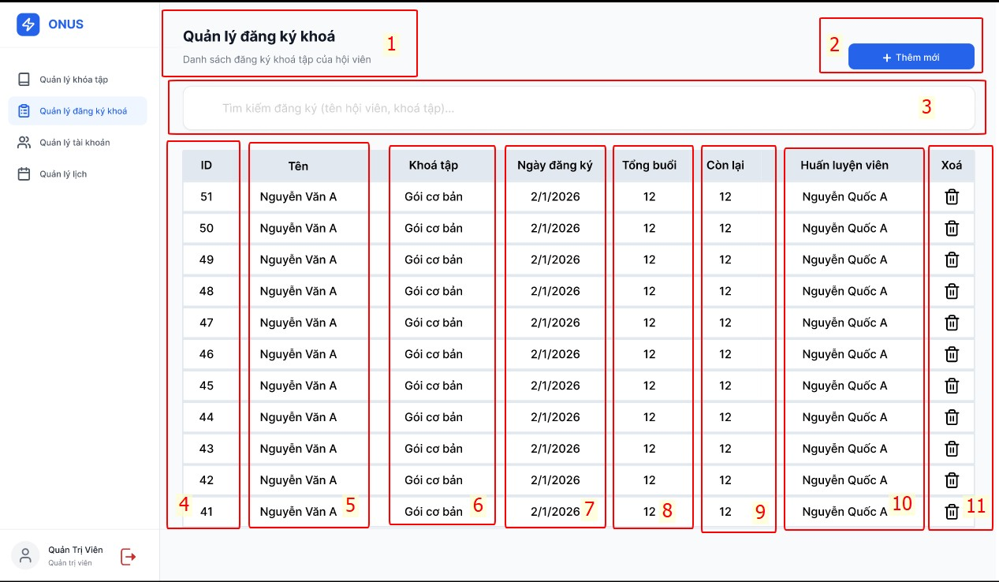 ONUS
Quản lý khóa tập
Quản lý đăng ký khoá
Quản lý tài khoản
Quản lý lịch
Quản Trị Viên
Quản trị viên
Quản lý đăng ký khoá
Danh sách đăng ký khoá tập của hội viên
1
2
+ Thêm mới
Tìm kiếm đăng ký (tên hội viên, khoá tập)...
3
ID Tên Khoá tập Ngày đăng ký Tổng buổi Còn lại Huấn luyện viên Xoá
51 Nguyễn Văn A Gói cơ bản 2/1/2026 12 12 Nguyễn Quốc A
50 Nguyễn Văn A Gói cơ bản 2/1/2026 12 12 Nguyễn Quốc A
49 Nguyễn Văn A Gói cơ bản 2/1/2026 12 12 Nguyễn Quốc A
48 Nguyễn Văn A Gói cơ bản 2/1/2026 12 12 Nguyễn Quốc A
47 Nguyễn Văn A Gói cơ bản 2/1/2026 12 12 Nguyễn Quốc A
46 Nguyễn Văn A Gói cơ bản 2/1/2026 12 12 Nguyễn Quốc A
45 Nguyễn Văn A Gói cơ bản 2/1/2026 12 12 Nguyễn Quốc A
44 Nguyễn Văn A Gói cơ bản 2/1/2026 12 12 Nguyễn Quốc A
43 Nguyễn Văn A Gói cơ bản 2/1/2026 12 12 Nguyễn Quốc A
42 Nguyễn Văn A Gói cơ bản 2/1/2026 12 12 Nguyễn Quốc A
41 Nguyễn Văn A Gói cơ bản 2/1/2026 12 12 Nguyễn Quốc A
4 5 6 7 8 9 10 11